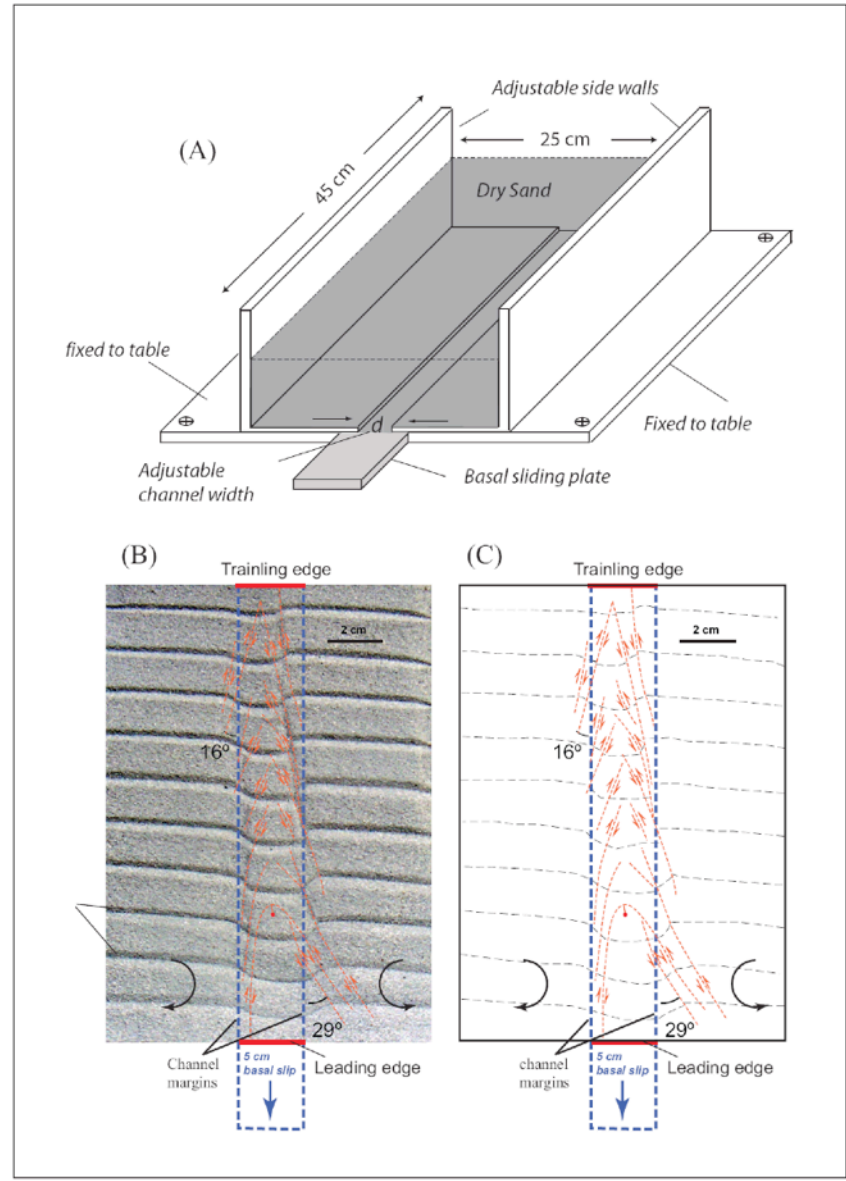 (A)
Adjustable side walls
25 cm
45 cm
Dry Sand
fixed to table
d
Fixed to table
Adjustable
channel width
Basal sliding plate
(B)
Trainling edge
2 cm
16º
29º
Channel
margins
5 cm
basal slip
Leading edge
(C)
Trainling edge
2 cm
16º
29º
channel
margins
5 cm
basal slip
Leading edge